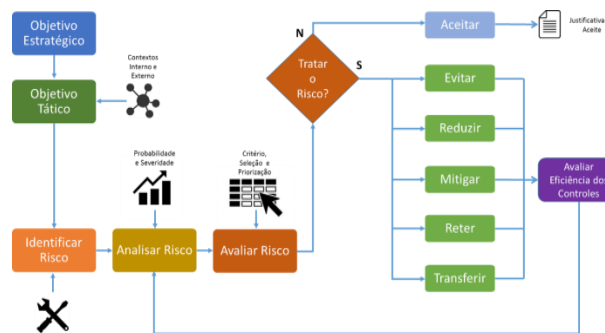 Objetivo
Estratégico
Contextos
Interno e
Externo
Objetivo
Tático
Probabilidade
e Severidade
Critério,
Seleção e
Priorização
Identificar
Risco
Analisar Risco
Avaliar Risco
N
Tratar
o
Risco?
S
Aceitar
Justificativa
Aceite
Evitar
Reduzir
Mitigar
Reter
Transferir
Avaliar
Eficiência dos
Controles